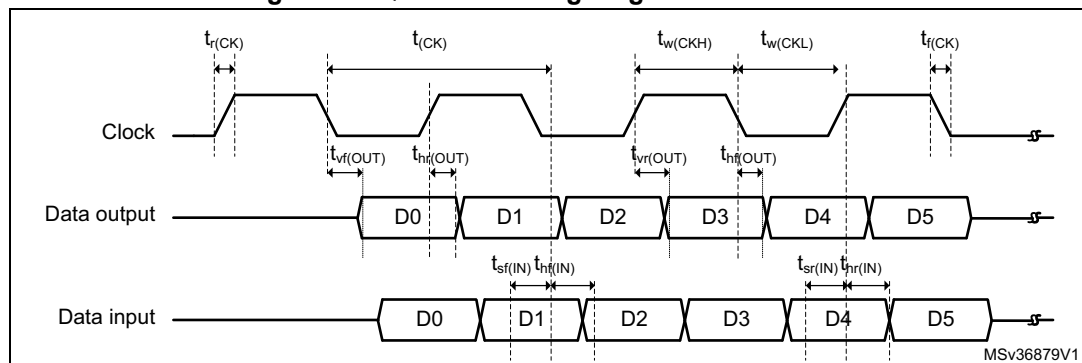 t_r(CK) t_(CK) t_w(CKH) t_w(CKL) t_f(CK)
Clock
t_vf(OUT) t_hr(OUT) t_vr(OUT) t_hf(OUT)
Data output D0 D1 D2 D3 D4 D5
t_sf(IN) t_hf(IN) t_sr(IN) t_hr(IN)
Data input D0 D1 D2 D3 D4 D5
MSv36879V1